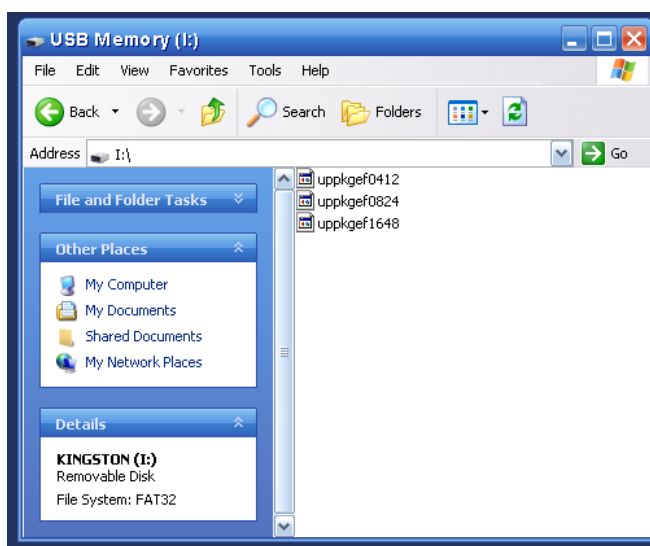 USB Memory (I:)
File Edit View Favorites Tools Help
Back Search Folders
Address I:\ Go
File and Folder Tasks
Other Places
My Computer
My Documents
Shared Documents
My Network Places
Details
KINGSTON (I:)
Removable Disk
File System: FAT32
uppkgef0412
uppkgef0824
uppkgef1648